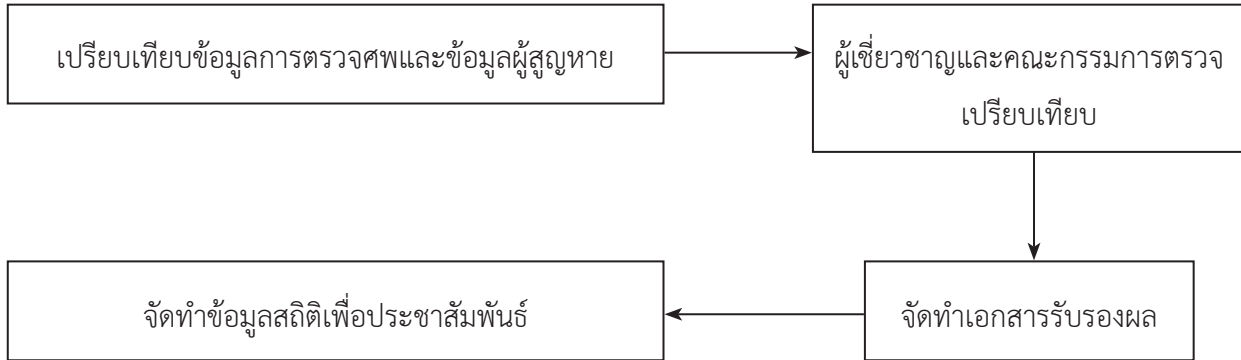 เปรียบเทียบข้อมูลการตรวจศพและข้อมูลผู้สูญหาย
ผู้เชี่ยวชาญและคณะกรรมการตรวจ
เปรียบเทียบ
จัดทำเอกสารรับรองผล
จัดทำข้อมูลสถิติเพื่อประชาสัมพันธ์